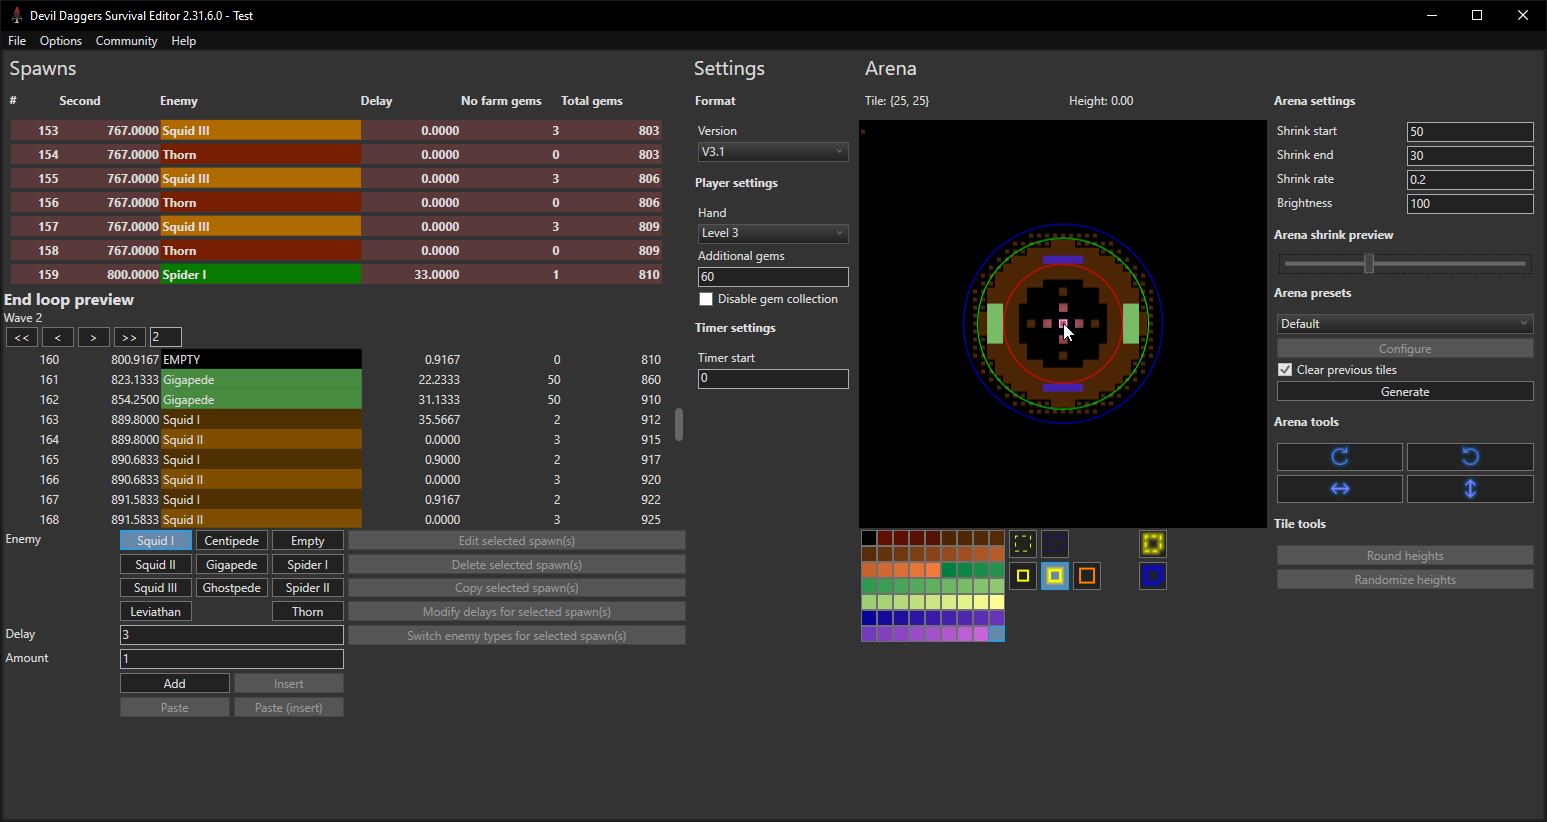 Devil Daggers Survival Editor 2.31.6.0 - Test
File Options Community Help
Spawns
# Second Enemy Delay No farm gems Total gems
153 767.0000 Squid III 0.0000 3 803
154 767.0000 Thorn 0.0000 0 803
155 767.0000 Squid III 0.0000 3 806
156 767.0000 Thorn 0.0000 0 806
157 767.0000 Squid III 0.0000 3 809
158 767.0000 Thorn 0.0000 0 809
159 800.0000 Spider I 33.0000 1 810
End loop preview
Wave 2
<< < > >> 2
160 800.9167 EMPTY 0.9167 0 810
161 823.1333 Gigapede 22.2333 50 860
162 854.2500 Gigapede 31.1333 50 910
163 889.8000 Squid I 35.5667 2 912
164 889.8000 Squid II 0.0000 3 915
165 890.6833 Squid I 0.9000 2 917
166 890.6833 Squid II 0.0000 3 920
167 891.5833 Squid I 0.9167 2 922
168 891.5833 Squid II 0.0000 3 925
Enemy
Squid I Centipede Empty
Squid II Gigapede Spider I
Squid III Ghostpede Spider II
Leviathan Thorn
Edit selected spawn(s)
Delete selected spawn(s)
Copy selected spawn(s)
Modify delays for selected spawn(s)
Switch enemy types for selected spawn(s)
Delay 3
Amount 1
Add Insert
Paste Paste (insert)
Settings
Format
Version
V3.1
Player settings
Hand
Level 3
Additional gems
60
Disable gem collection
Timer settings
Timer start
0
Arena
Tile: {25, 25} Height: 0.00
Arena settings
Shrink start 50
Shrink end 30
Shrink rate 0.2
Brightness 100
Arena shrink preview
Arena presets
Default
Configure
Clear previous tiles
Generate
Arena tools
Tile tools
Round heights
Randomize heights